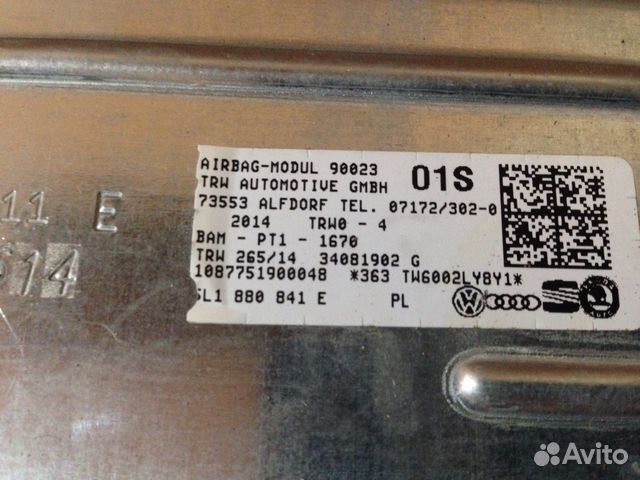 AIRBAG-MODUL 90023
TRW AUTOMOTIVE GMBH 01S
73553 ALFDORF TEL. 07172/302-0
2014 TRW0 - 4
BAM - PT1 - 1670
TRW 265/14 34081902 G
1087751900048 *363 TW6002LY8Y1*
5L1 880 841 E PL
11 E
514
Avito